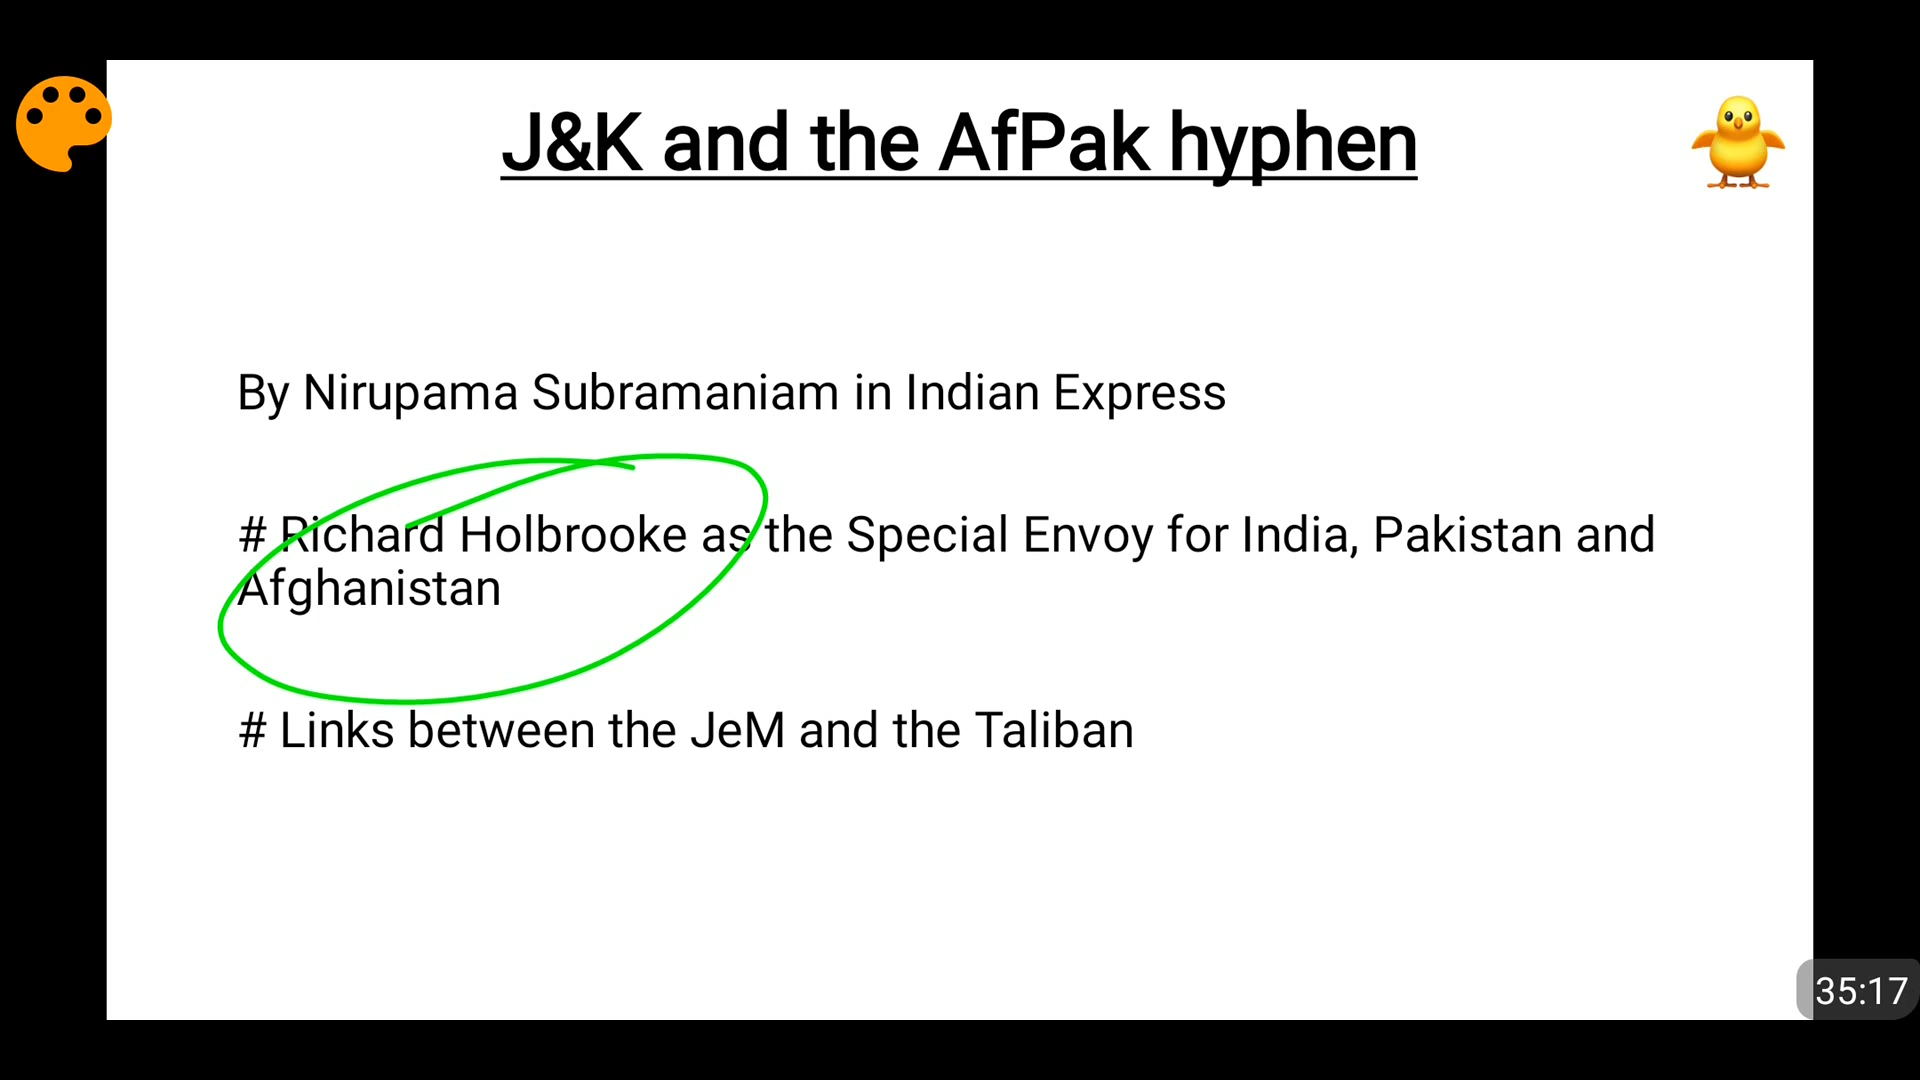 J&K and the AfPak hyphen
By Nirupama Subramaniam in Indian Express
# Richard Holbrooke as the Special Envoy for India, Pakistan and
Afghanistan
# Links between the JeM and the Taliban
35:17